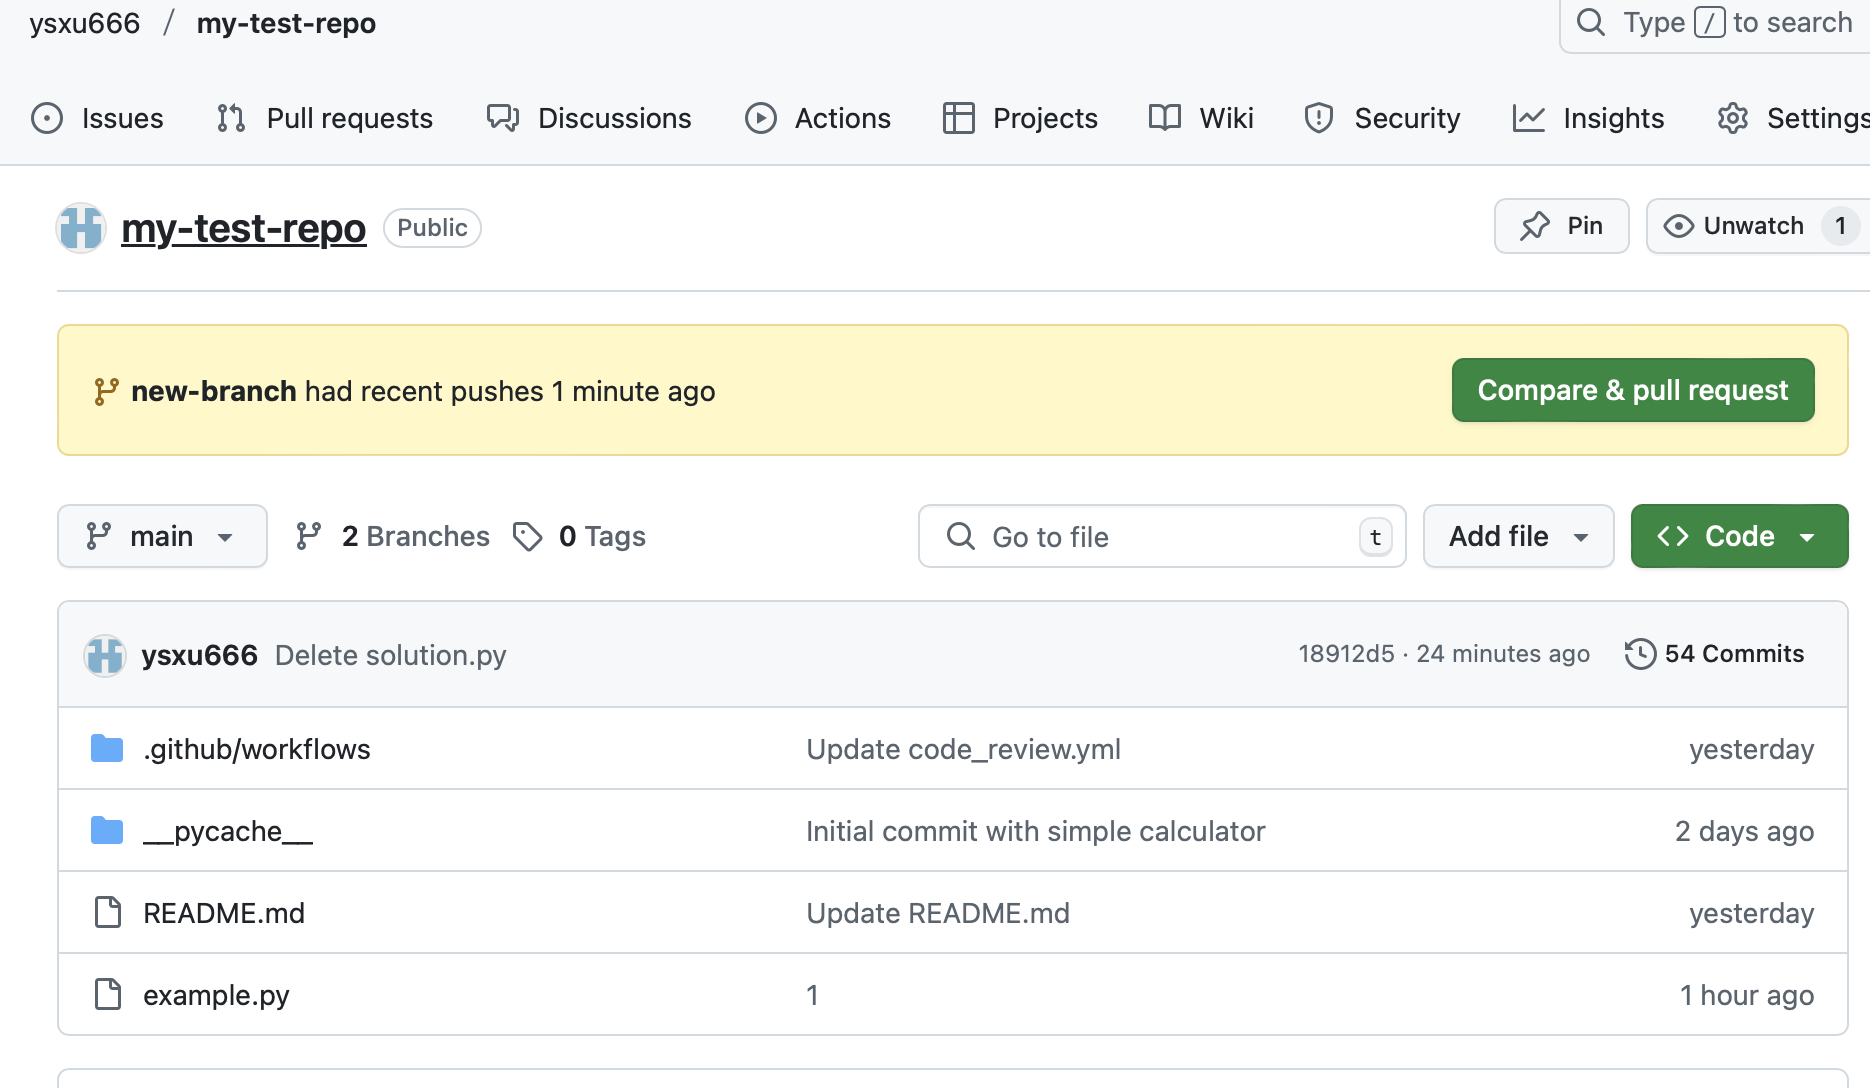 ysxu666 / my-test-repo
Type / to search
Issues Pull requests Discussions Actions Projects Wiki Security Insights Settings
my-test-repo Public
Pin Unwatch 1
new-branch had recent pushes 1 minute ago
Compare & pull request
main 2 Branches 0 Tags
Go to file t
Add file
<> Code
ysxu666 Delete solution.py 18912d5 · 24 minutes ago 54 Commits
.github/workflows Update code_review.yml yesterday
__pycache__ Initial commit with simple calculator 2 days ago
README.md Update README.md yesterday
example.py 1 1 hour ago